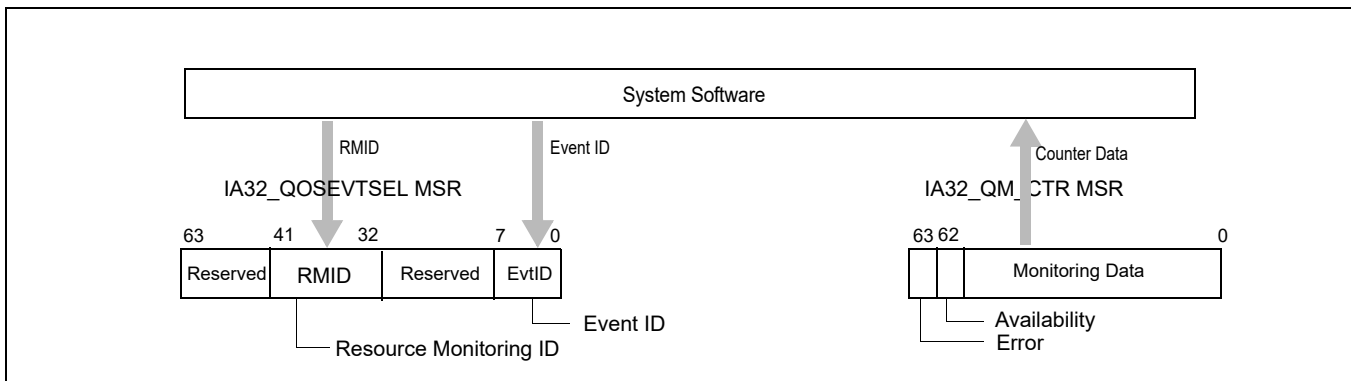 System Software
RMID
Event ID
Counter Data
IA32_QOSEVTSEL MSR
IA32_QM_CTR MSR
63 41 32 7 0
63 62 0
Reserved RMID Reserved EvtID
Monitoring Data
Event ID
Resource Monitoring ID
Availability
Error